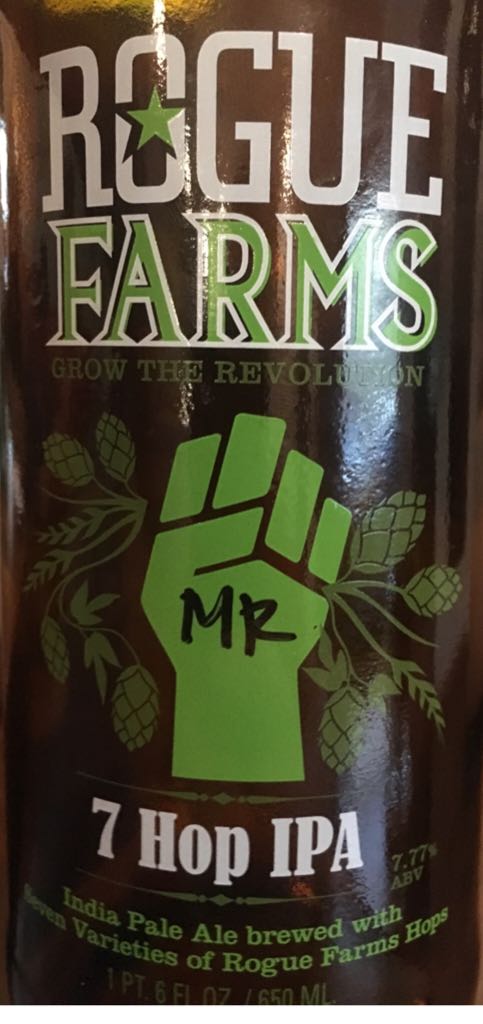 ROGUE
FARMS
GROW THE REVOLUTION
MR
7 Hop IPA
7.77%
ABV
India Pale Ale brewed with
Seven Varieties of Rogue Farms Hops
1 PT. 6 FL. OZ. / 650 ML.